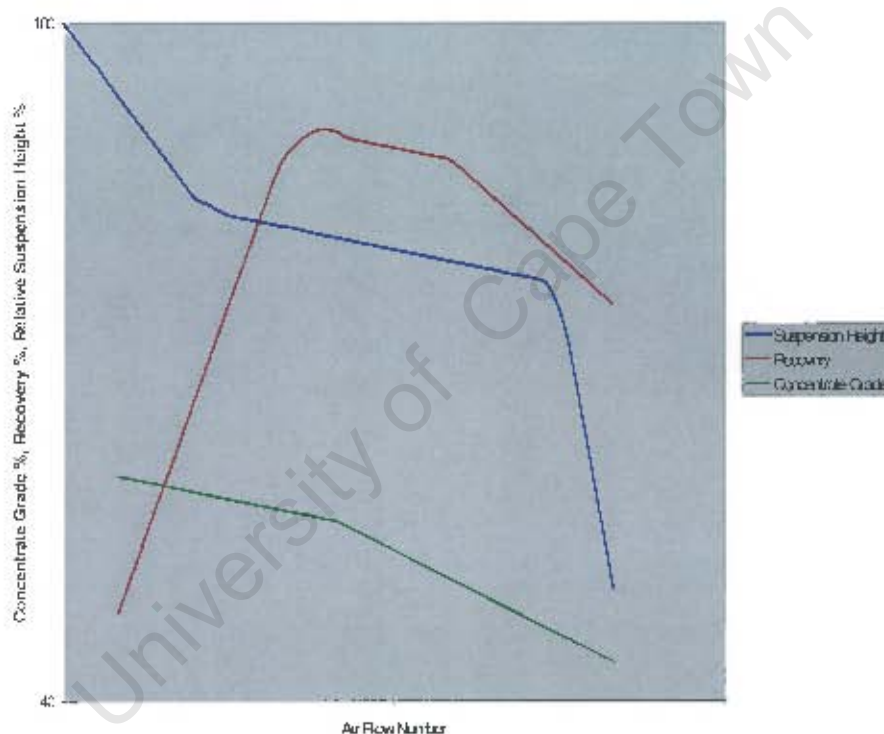 100
Concentrate Grade %, Recovery %, Relative Suspension Height %
Suspension Height
Recovery
Concentrate Grade
40
Air Flow Number
University of Cape Town